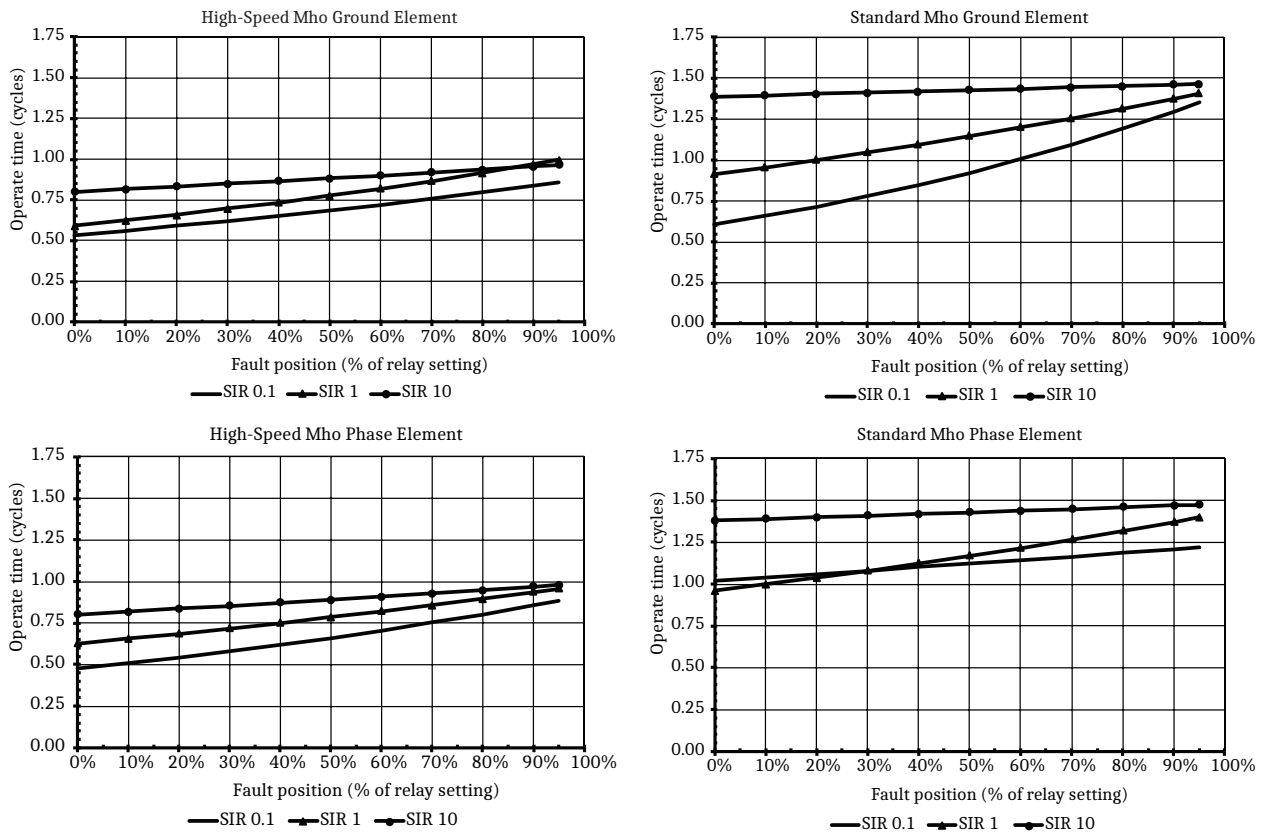 High-Speed Mho Ground Element
1.75
1.50
1.25
1.00
0.75
0.50
0.25
0.00
Operate time (cycles)
0% 10% 20% 30% 40% 50% 60% 70% 80% 90% 100%
Fault position (% of relay setting)
SIR 0.1 SIR 1 SIR 10
Standard Mho Ground Element
1.75
1.50
1.25
1.00
0.75
0.50
0.25
0.00
Operate time (cycles)
0% 10% 20% 30% 40% 50% 60% 70% 80% 90% 100%
Fault position (% of relay setting)
SIR 0.1 SIR 1 SIR 10
High-Speed Mho Phase Element
1.75
1.50
1.25
1.00
0.75
0.50
0.25
0.00
Operate time (cycles)
0% 10% 20% 30% 40% 50% 60% 70% 80% 90% 100%
Fault position (% of relay setting)
SIR 0.1 SIR 1 SIR 10
Standard Mho Phase Element
1.75
1.50
1.25
1.00
0.75
0.50
0.25
0.00
Operate time (cycles)
0% 10% 20% 30% 40% 50% 60% 70% 80% 90% 100%
Fault position (% of relay setting)
SIR 0.1 SIR 1 SIR 10